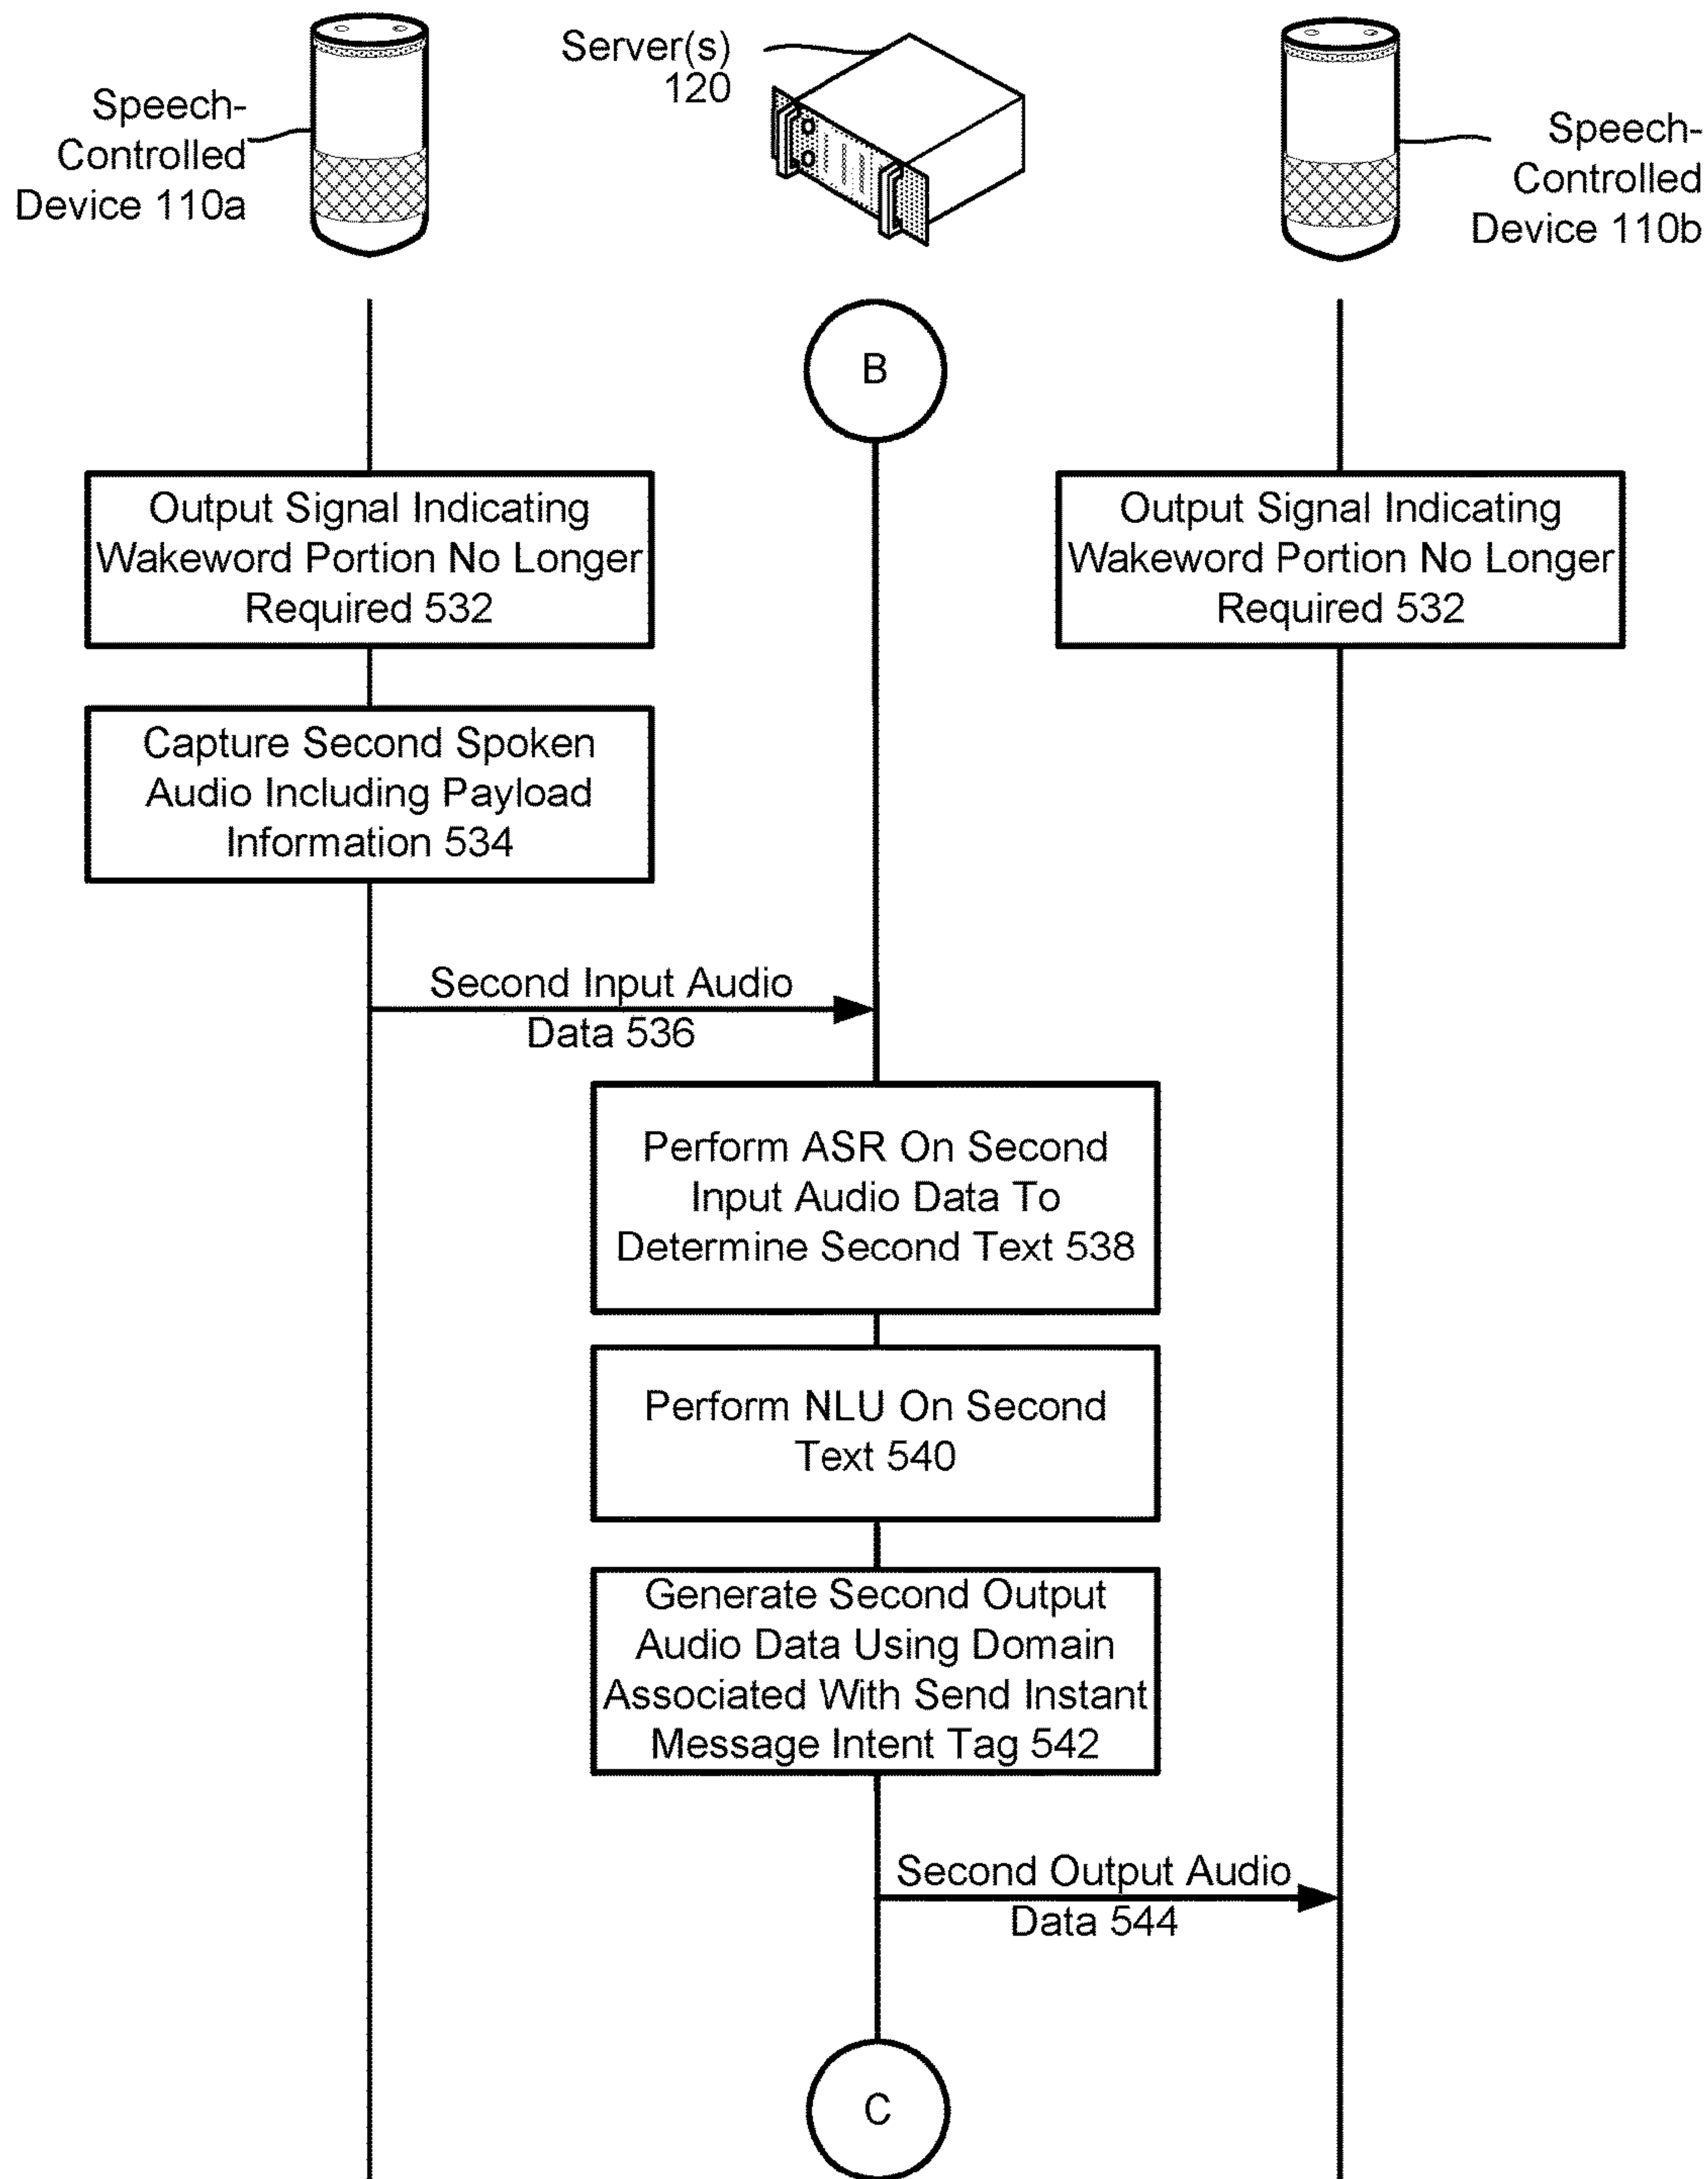 Speech-
Controlled
Device 110a
Server(s)
120
Speech-
Controlled
Device 110b
B
Output Signal Indicating
Wakeword Portion No Longer
Required 532
Output Signal Indicating
Wakeword Portion No Longer
Required 532
Capture Second Spoken
Audio Including Payload
Information 534
Second Input Audio
Data 536
Perform ASR On Second
Input Audio Data To
Determine Second Text 538
Perform NLU On Second
Text 540
Generate Second Output
Audio Data Using Domain
Associated With Send Instant
Message Intent Tag 542
Second Output Audio
Data 544
C